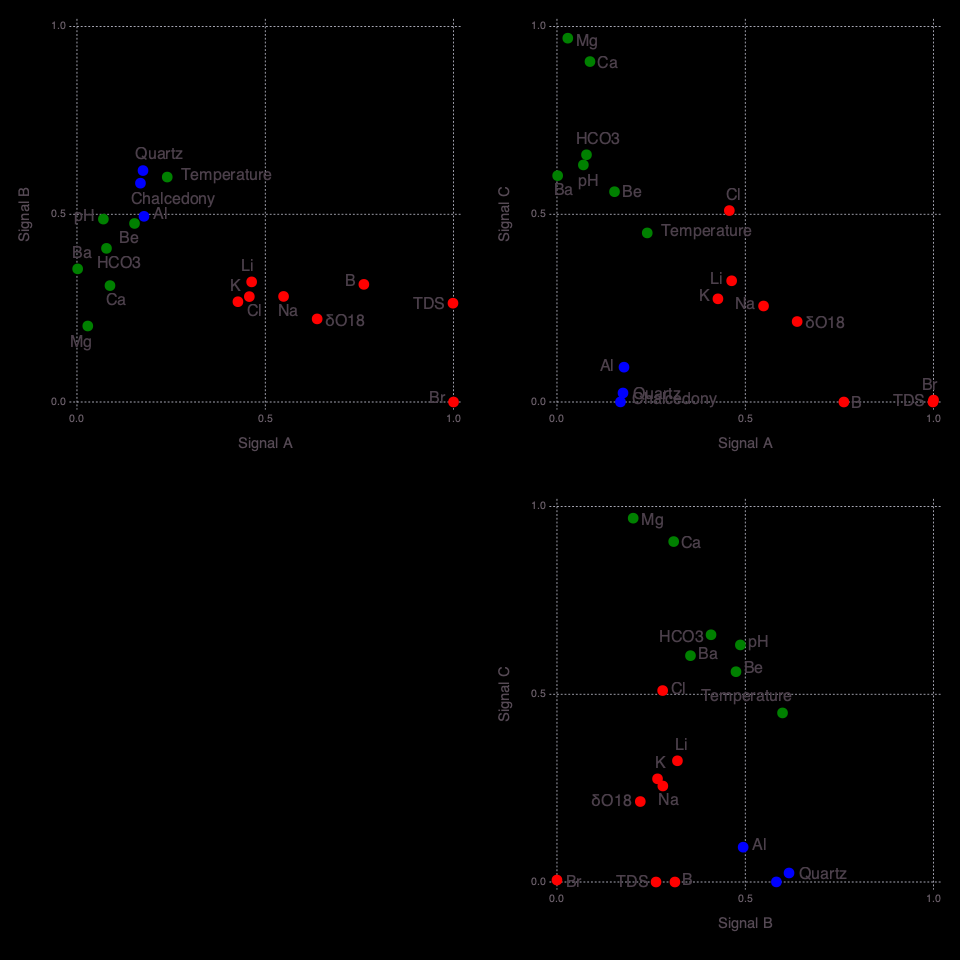 1.0
Quartz
Temperature
Chalcedony
Signal B
0.5
pH
Al
Be
Ba
HCO3
Li
K
B
Ca
Cl
Na
TDS
δO18
Mg
Br
0.0
0.0
0.5
1.0
Signal A
1.0
Mg
Ca
HCO3
pH
Ba
Be
Cl
Signal C
0.5
Temperature
Li
K
Na
δO18
Al
Quartz
Chalcedony
Br
B
TDS
0.0
0.0
0.5
1.0
Signal A
1.0
Mg
Ca
HCO3
pH
Ba
Be
Cl
Temperature
Signal C
0.5
Li
K
Na
δO18
Al
Quartz
Br
TDS
B
0.0
0.0
0.5
1.0
Signal B